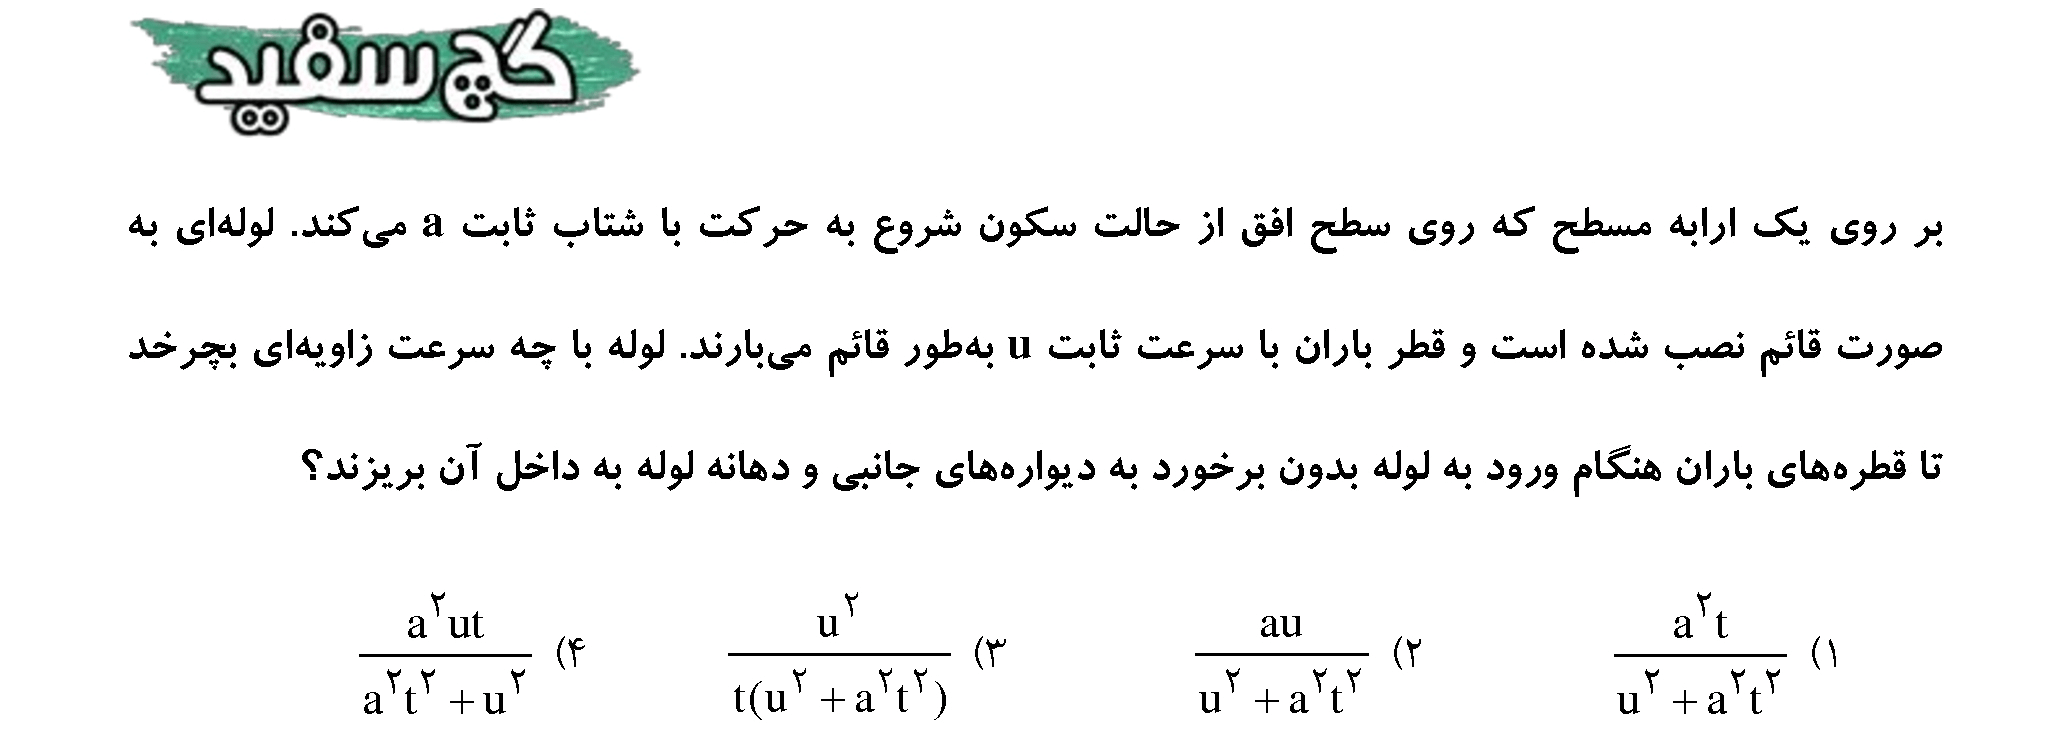 گچ سفید
بر روی یک ارابه مسطح که روی سطح افق از حالت سکون شروع به حرکت با شتاب ثابت a می‌کند. لوله‌ای به
صورت قائم نصب شده است و قطر باران با سرعت ثابت u به‌طور قائم می‌بارند. لوله با چه سرعت زاویه‌ای بچرخد
تا قطره‌های باران هنگام ورود به لوله بدون برخورد به دیواره‌های جانبی و دهانه لوله به داخل آن بریزند؟
۱) a^۲t / (u^۲ + a^۲t^۲) ۲) au / (u^۲ + a^۲t^۲) ۳) u^۲ / t(u^۲ + a^۲t^۲) ۴) a^۲ut / (a^۲t^۲ + u^۲)